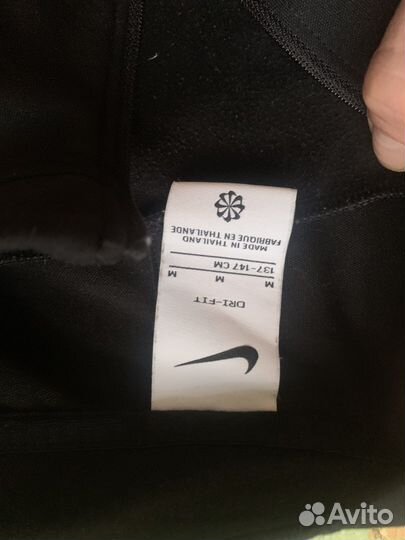 DRI-FIT
M M M
137-147 CM
MADE IN THAILAND
FABRIQUE EN THAILANDE
Avito